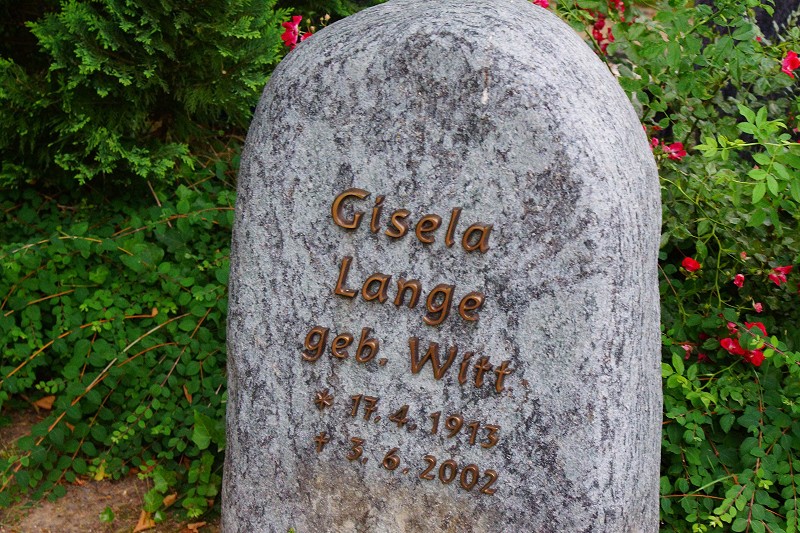 Gisela
Lange
geb. Witt
* 17. 4. 1913
+ 3. 6. 2002